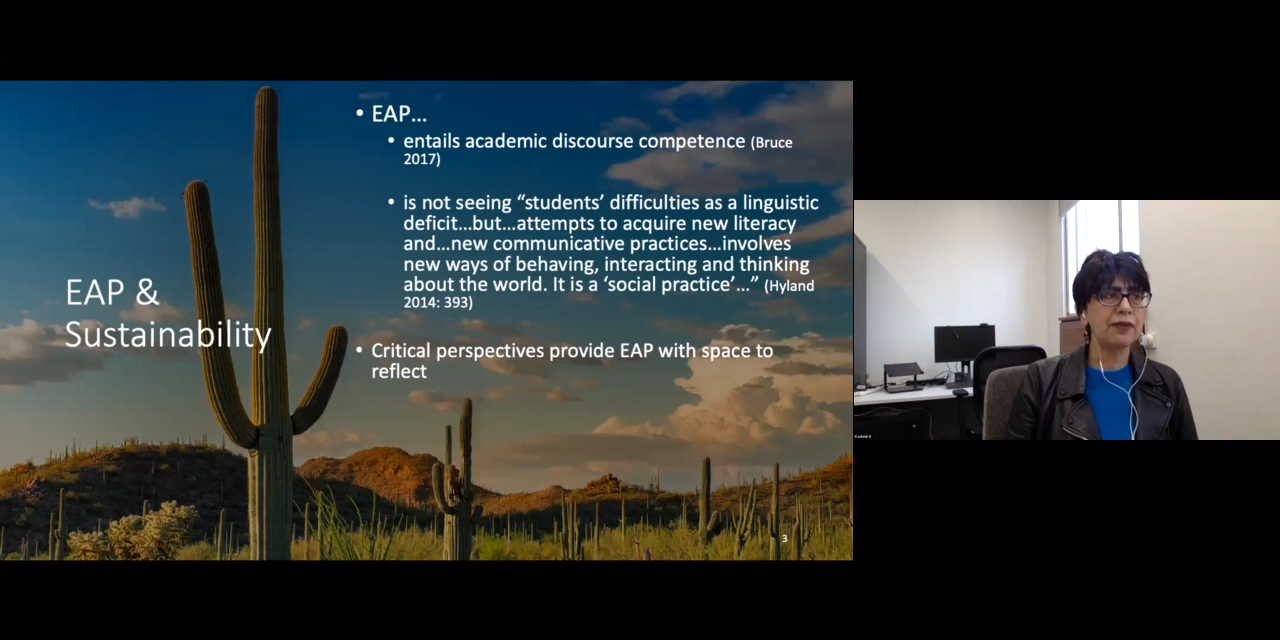 EAP &
Sustainability
• EAP…
• entails academic discourse competence (Bruce
2017)
• is not seeing “students’ difficulties as a linguistic
deficit…but…attempts to acquire new literacy
and…new communicative practices…involves
new ways of behaving, interacting and thinking
about the world. It is a ‘social practice’…” (Hyland
2014: 393)
• Critical perspectives provide EAP with space to
reflect
3